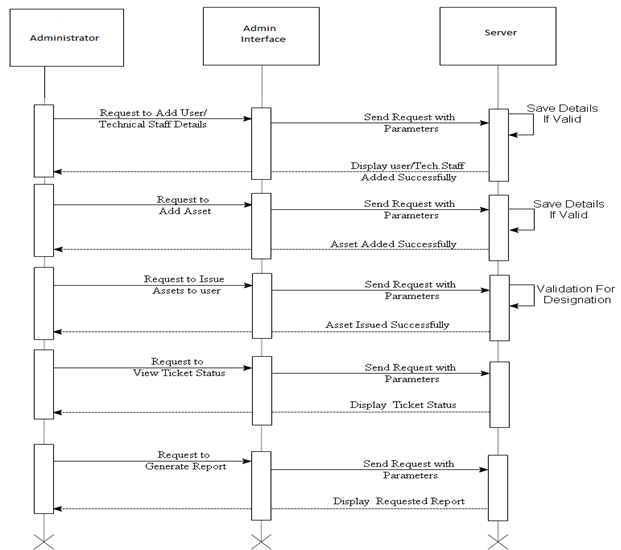 Administrator
Admin
Interface
Server
Request to Add User/
Technical Staff Details
Send Request with
Parameters
Save Details
If Valid
Display user/Tech.Staff
Added Successfully
Request to
Add Asset
Send Request with
Parameters
Save Details
If Valid
Asset Added Successfully
Request to Issue
Assets to user
Send Request with
Parameters
Validation For
Designation
Asset Issued Successfully
Request to
View Ticket Status
Send Request with
Parameters
Display Ticket Status
Request to
Generate Report
Send Request with
Parameters
Display Requested Report